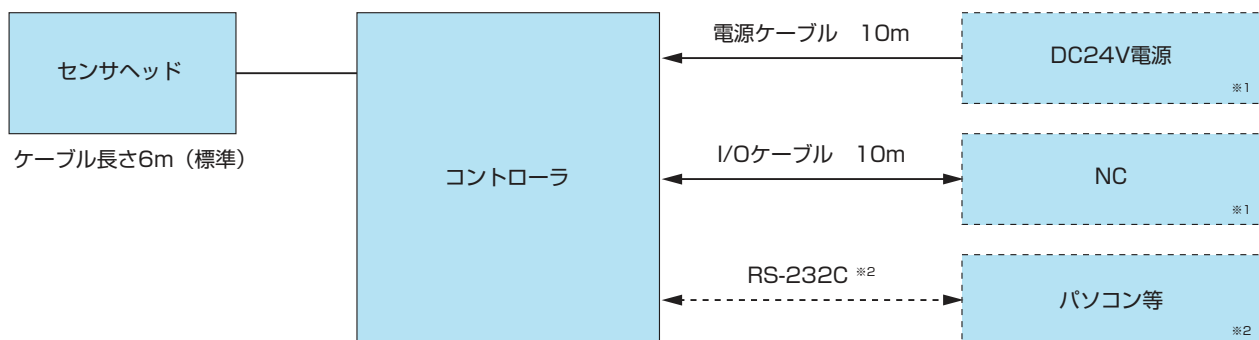 センサヘッド
ケーブル長さ6m（標準）
コントローラ
電源ケーブル　10m
DC24V電源
※1
I/Oケーブル　10m
NC
※1
RS-232C ※2
パソコン等
※2